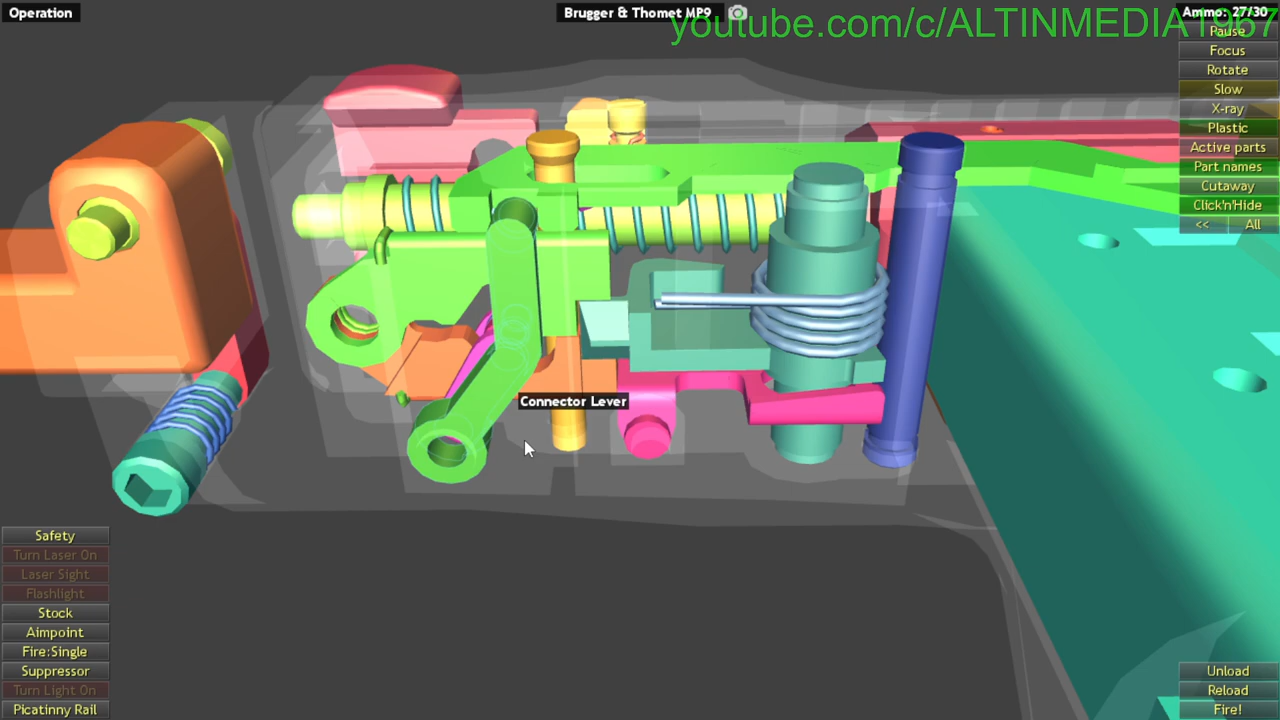 Operation
Brugger & Thomet MP9
Ammo: 27/30
youtube.com/c/ALTINMEDIA1967
Pause
Focus
Rotate
Slow
X-ray
Plastic
Active parts
Part names
Cutaway
Click'n'Hide
<< All
Connector Lever
Safety
Turn Laser On
Laser Sight
Flashlight
Stock
Aimpoint
Fire:Single
Suppressor
Turn Light On
Picatinny Rail
Unload
Reload
Fire!